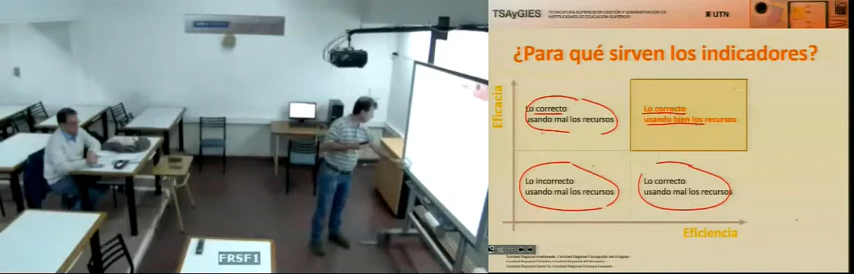 TSAyGIES
TECNICATURA SUPERIOR EN GESTIÓN Y ADMINISTRACIÓN DE
INSTITUCIONES DE EDUCACIÓN SUPERIOR
UTN
¿Para qué sirven los indicadores?
Eficacia
Lo correcto
usando mal los recursos
Lo correcto
usando bien los recursos
Lo incorrecto
usando mal los recursos
Lo correcto
usando mal los recursos
Eficiencia
FRSF1